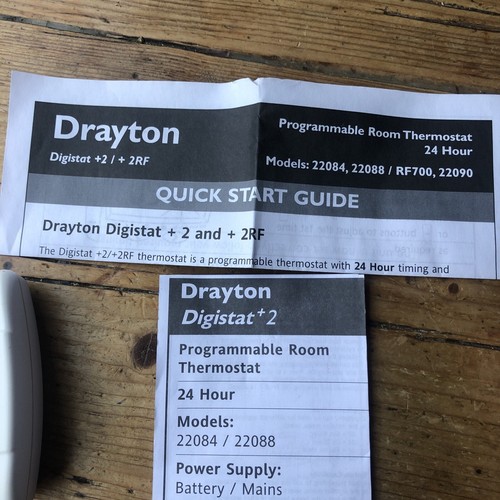 Drayton
Digistat +2 / + 2RF
Programmable Room Thermostat
24 Hour
Models: 22084, 22088 / RF700, 22090
QUICK START GUIDE
Drayton Digistat + 2 and + 2RF
The Digistat +2/+2RF thermostat is a programmable thermostat with 24 Hour timing and
Drayton
Digistat+2
Programmable Room
Thermostat
24 Hour
Models:
22084 / 22088
Power Supply:
Battery / Mains